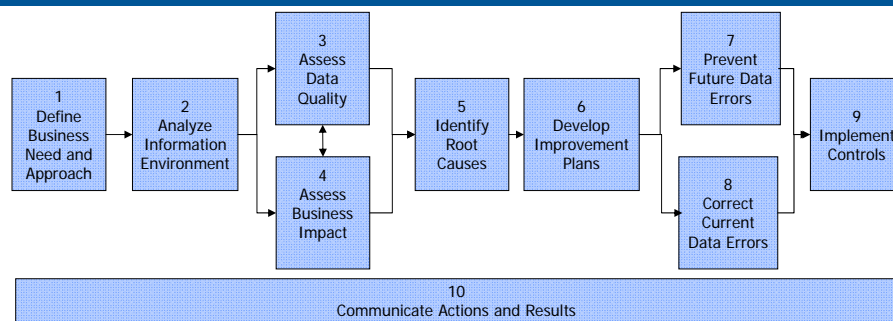 1
Define
Business
Need and
Approach
2
Analyze
Information
Environment
3
Assess
Data
Quality
4
Assess
Business
Impact
5
Identify
Root
Causes
6
Develop
Improvement
Plans
7
Prevent
Future Data
Errors
8
Correct
Current
Data Errors
9
Implement
Controls
10
Communicate Actions and Results